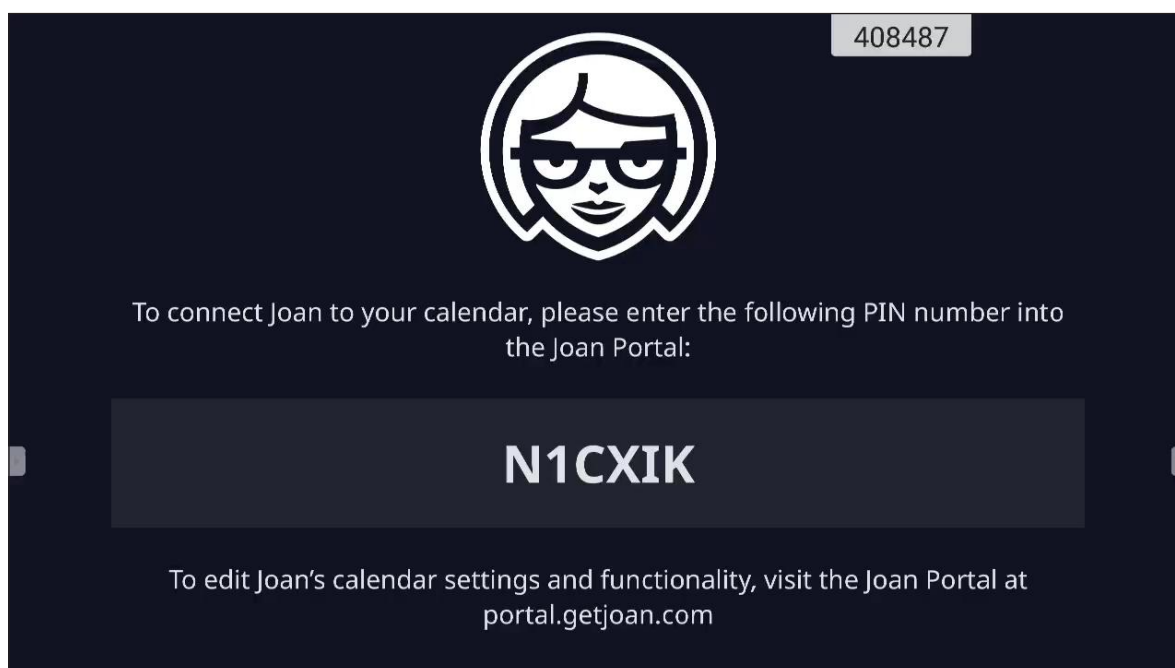 408487
To connect Joan to your calendar, please enter the following PIN number into
the Joan Portal:
N1CXIK
To edit Joan’s calendar settings and functionality, visit the Joan Portal at
portal.getjoan.com